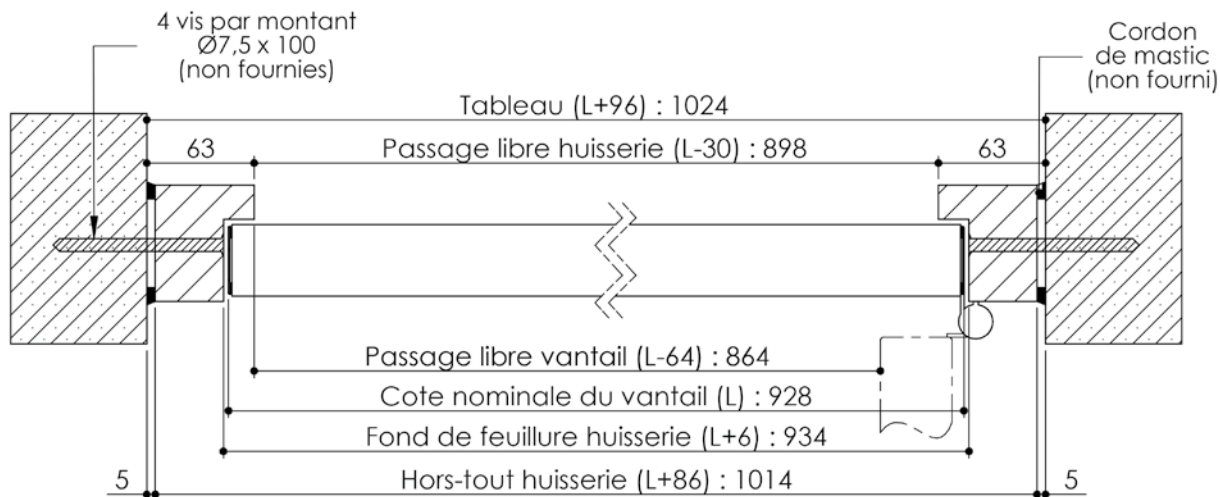 4 vis par montant
Ø7,5 x 100
(non fournies)
Cordon
de mastic
(non fourni)
Tableau (L+96) : 1024
63
Passage libre huisserie (L-30) : 898
63
Passage libre vantail (L-64) : 864
Cote nominale du vantail (L) : 928
Fond de feuillure huisserie (L+6) : 934
5
Hors-tout huisserie (L+86) : 1014
5